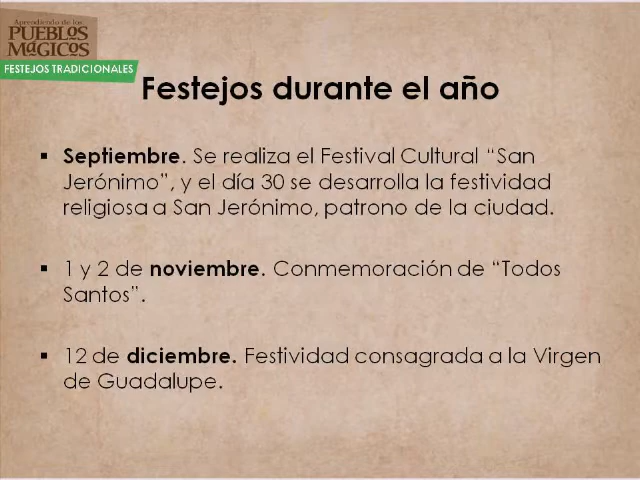 Aprendiendo de los
PUEBLOS
MÁGICOS
FESTEJOS TRADICIONALES
Festejos durante el año
▪ Septiembre. Se realiza el Festival Cultural “San
Jerónimo”, y el día 30 se desarrolla la festividad
religiosa a San Jerónimo, patrono de la ciudad.
▪ 1 y 2 de noviembre. Conmemoración de “Todos
Santos”.
▪ 12 de diciembre. Festividad consagrada a la Virgen
de Guadalupe.